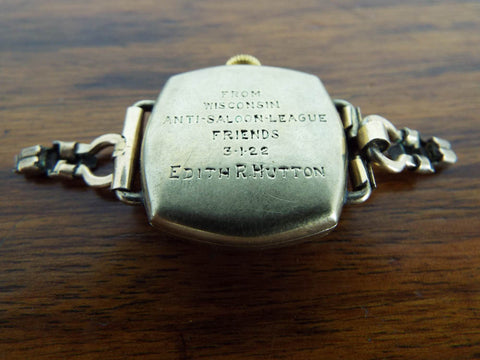 FROM
WISCONSIN
ANTI-SALOON-LEAGUE
FRIENDS
3-1-22
EDITH R. HUTTON